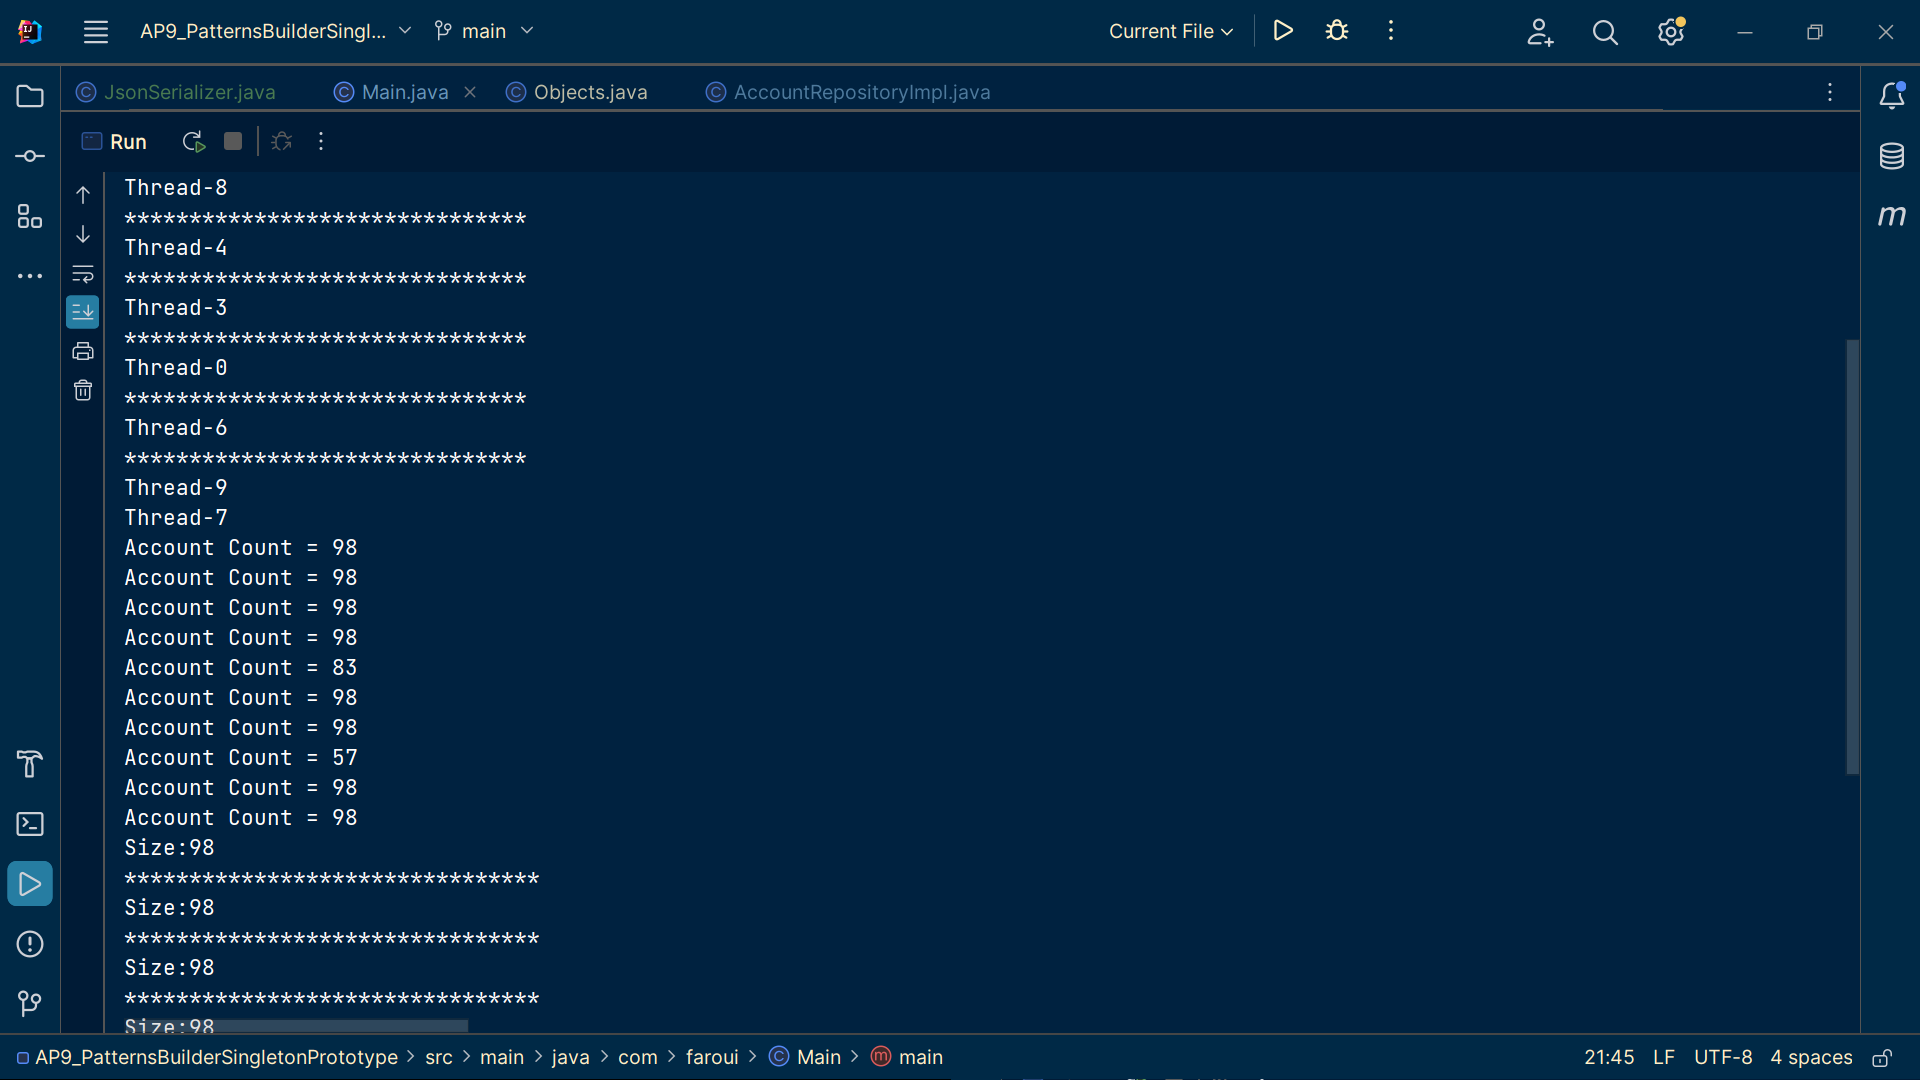 AP9_PatternsBuilderSingl... main Current File
JsonSerializer.java Main.java Objects.java AccountRepositoryImpl.java
Run
Thread-8
*******************************
Thread-4
*******************************
Thread-3
*******************************
Thread-0
*******************************
Thread-6
*******************************
Thread-9
Thread-7
Account Count = 98
Account Count = 98
Account Count = 98
Account Count = 98
Account Count = 83
Account Count = 98
Account Count = 98
Account Count = 57
Account Count = 98
Account Count = 98
Size:98
********************************
Size:98
********************************
Size:98
********************************
Size:98
AP9_PatternsBuilderSingletonPrototype > src > main > java > com > faroui > Main > main 21:45 LF UTF-8 4 spaces